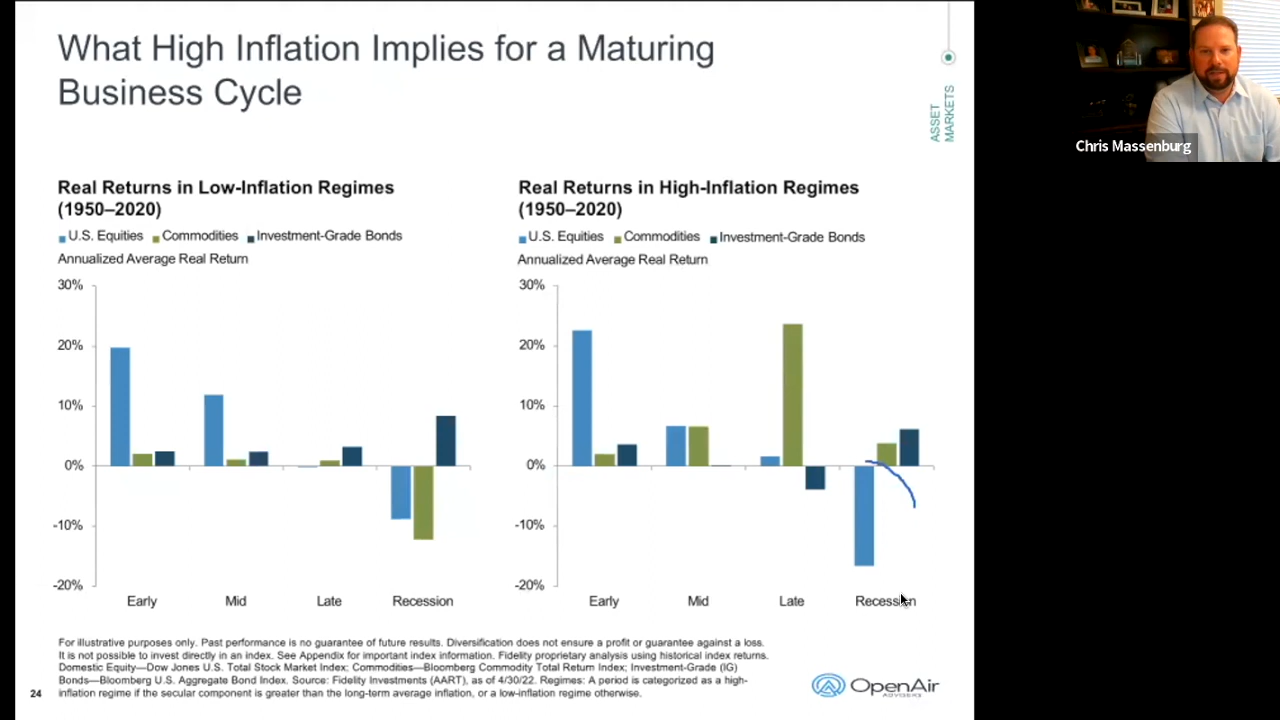 What High Inflation Implies for a Maturing
Business Cycle
ASSET
MARKETS
Chris Massenburg
Real Returns in Low-Inflation Regimes
(1950–2020)
U.S. Equities Commodities Investment-Grade Bonds
Annualized Average Real Return
30%
20%
10%
0%
-10%
-20%
Early Mid Late Recession
Real Returns in High-Inflation Regimes
(1950–2020)
U.S. Equities Commodities Investment-Grade Bonds
Annualized Average Real Return
30%
20%
10%
0%
-10%
-20%
Early Mid Late Recession
For illustrative purposes only. Past performance is no guarantee of future results. Diversification does not ensure a profit or guarantee against a loss.
It is not possible to invest directly in an index. See Appendix for important index information. Fidelity proprietary analysis using historical index returns.
Domestic Equity—Dow Jones U.S. Total Stock Market Index; Commodities—Bloomberg Commodity Total Return Index; Investment-Grade (IG)
Bonds—Bloomberg U.S. Aggregate Bond Index. Source: Fidelity Investments (AART), as of 4/30/22. Regimes: A period is categorized as a high-
inflation regime if the secular component is greater than the long-term average inflation, or a low-inflation regime otherwise.
24
OpenAir
ADVISERS